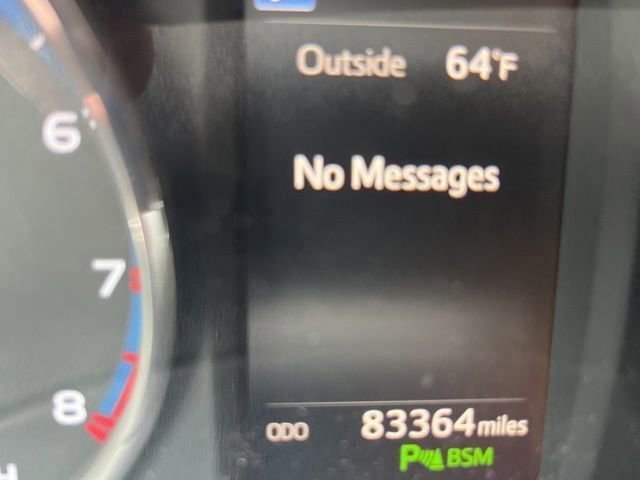 Outside 64°F
6
No Messages
7
8
ODO 83364 miles
P BSM
H